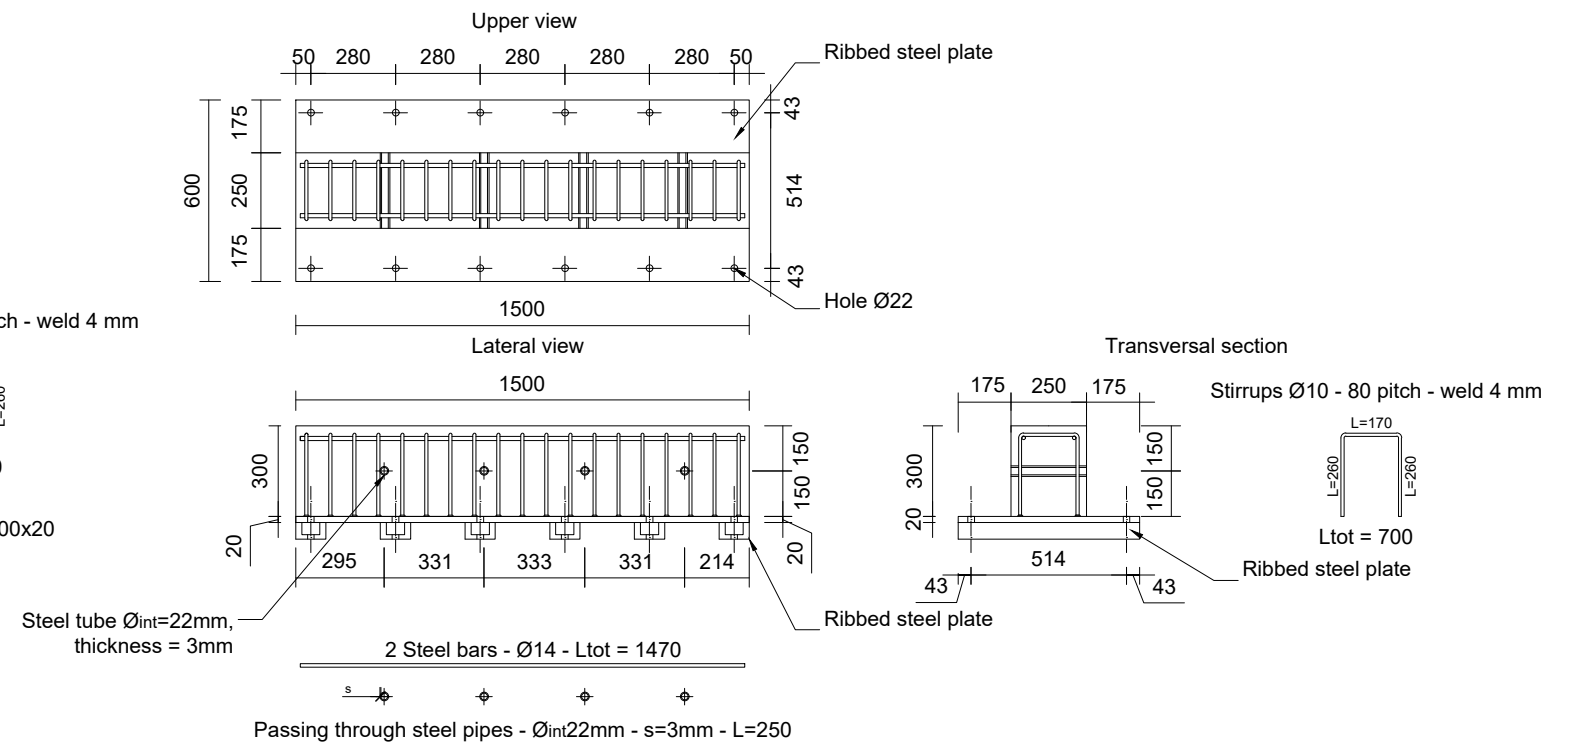 Upper view
50 280 280 280 280 280 50
Ribbed steel plate
175
250
175
600
43
514
43
Hole Ø22
1500
ch - weld 4 mm
Lateral view
1500
300
20
150
150
20
295 331 333 331 214
L=260
00x20
Steel tube Øint=22mm,
thickness = 3mm
Ribbed steel plate
2 Steel bars - Ø14 - Ltot = 1470
s
Passing through steel pipes - Øint22mm - s=3mm - L=250
Transversal section
175 250 175
300
20
150
150
514
43
43
Ribbed steel plate
Stirrups Ø10 - 80 pitch - weld 4 mm
L=170
L=260
L=260
Ltot = 700